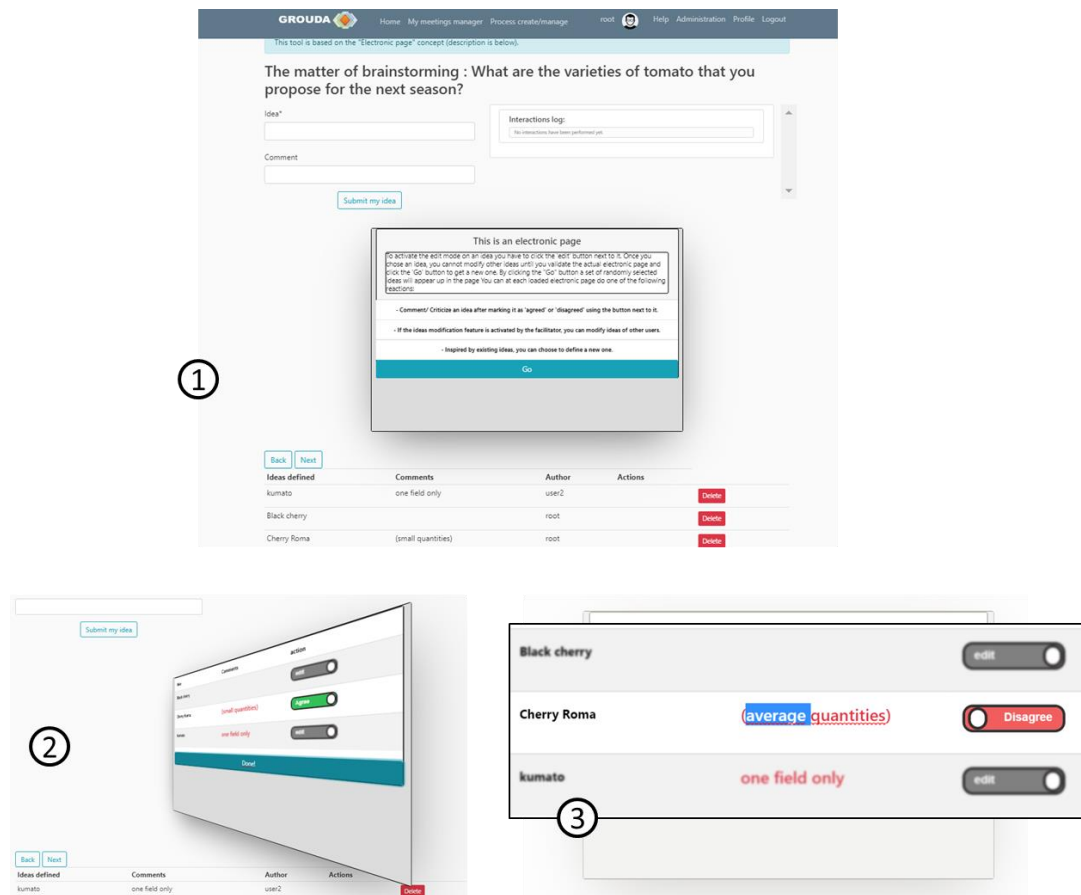 GROUDA Home My meetings manager Process create/manage root Help Administration Profile Logout
This tool is based on the "Electronic page" concept (description is below).
The matter of brainstorming : What are the varieties of tomato that you
propose for the next season?
Idea*
Interactions log:
No interactions have been performed yet.
Comment
Submit my idea
This is an electronic page
To activate the edit mode on an idea you have to click the 'edit' button next to it. Once you
chose an idea, you cannot modify other ideas until you validate the actual electronic page and
click the 'Go' button to get a new one. By clicking the "Go" button a set of randomly selected
ideas will appear up in the page You can at each loaded electronic page do one of the following
reactions:
- Comment/ Criticize an idea after marking it as 'agreed' or 'disagreed' using the button next to it.
- If the ideas modification feature is activated by the facilitator, you can modify ideas of other users.
- Inspired by existing ideas, you can choose to define a new one.
Go
1
Back Next
Ideas defined Comments Author Actions
kumato one field only user2 Delete
Black cherry root Delete
Cherry Roma (small quantities) root Delete
Submit my idea
Idea Comments action
Black cherry edit
Cherry Roma (small quantities) Agree
kumato one field only edit
Done!
2
Back Next
Ideas defined Comments Author Actions
kumato one field only user2 Delete
Black cherry edit
Cherry Roma (average quantities) Disagree
kumato one field only edit
3